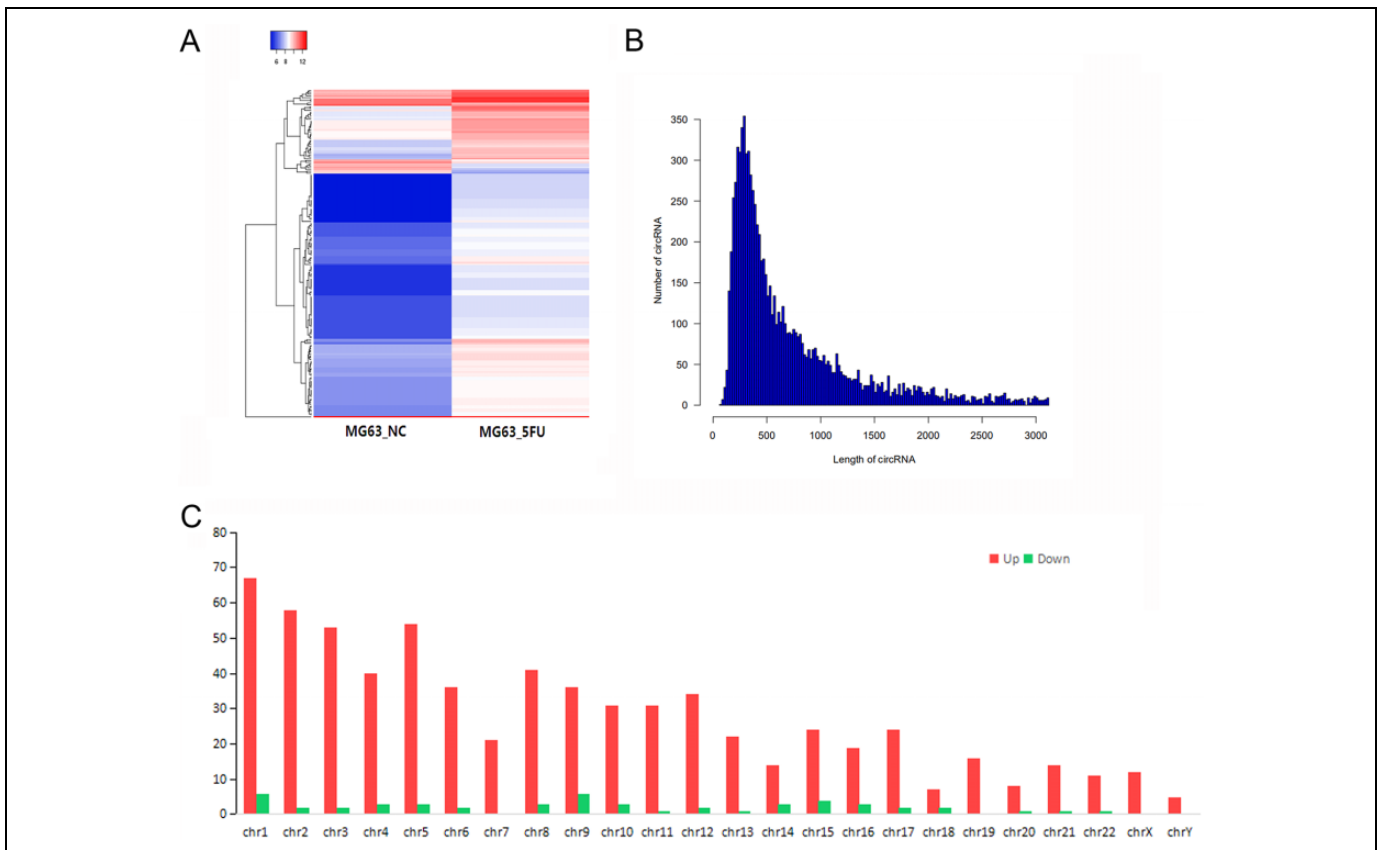 A
6 8 12
MG63_NC MG63_5FU
B
350
300
250
200
150
100
50
0
Number of circRNA
0 500 1000 1500 2000 2500 3000
Length of circRNA
C
80
70
60
50
40
30
20
10
0
Up Down
chr1 chr2 chr3 chr4 chr5 chr6 chr7 chr8 chr9 chr10 chr11 chr12 chr13 chr14 chr15 chr16 chr17 chr18 chr19 chr20 chr21 chr22 chrX chrY